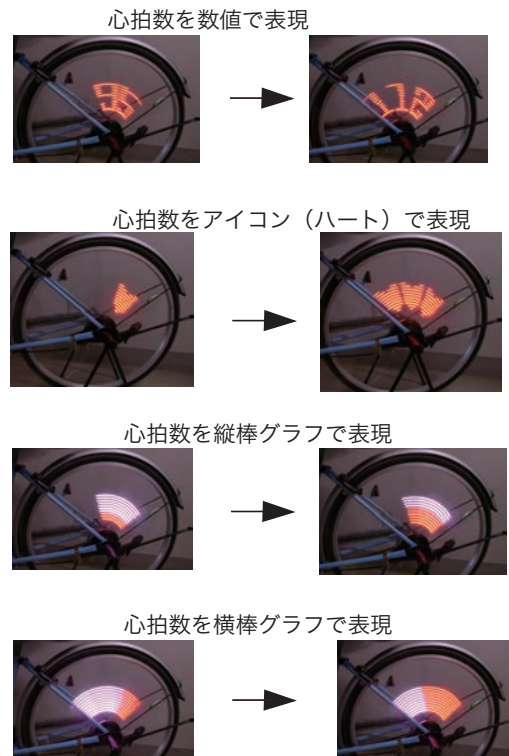 心拍数を数値で表現
98
112
心拍数をアイコン（ハート）で表現
心拍数を縦棒グラフで表現
心拍数を横棒グラフで表現